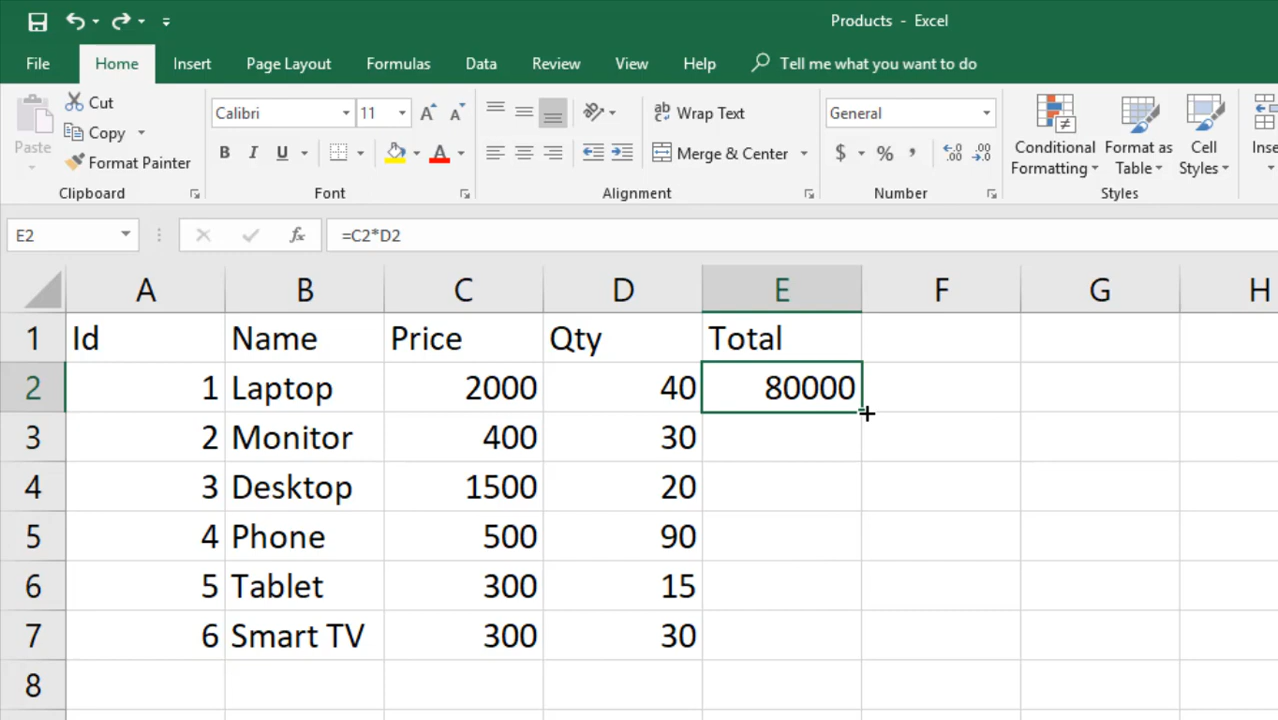 Products - Excel
File Home Insert Page Layout Formulas Data Review View Help Tell me what you want to do
Paste Cut Copy Format Painter Clipboard
Calibri 11 A A B I U A Font
ab Wrap Text Merge & Center Alignment
General $ % , .00 .00 Number
Conditional Formatting Format as Table Cell Styles Styles
E2 fx =C2*D2
A B C D E F G H
1 Id Name Price Qty Total
2 1 Laptop 2000 40 80000
3 2 Monitor 400 30
4 3 Desktop 1500 20
5 4 Phone 500 90
6 5 Tablet 300 15
7 6 Smart TV 300 30
8